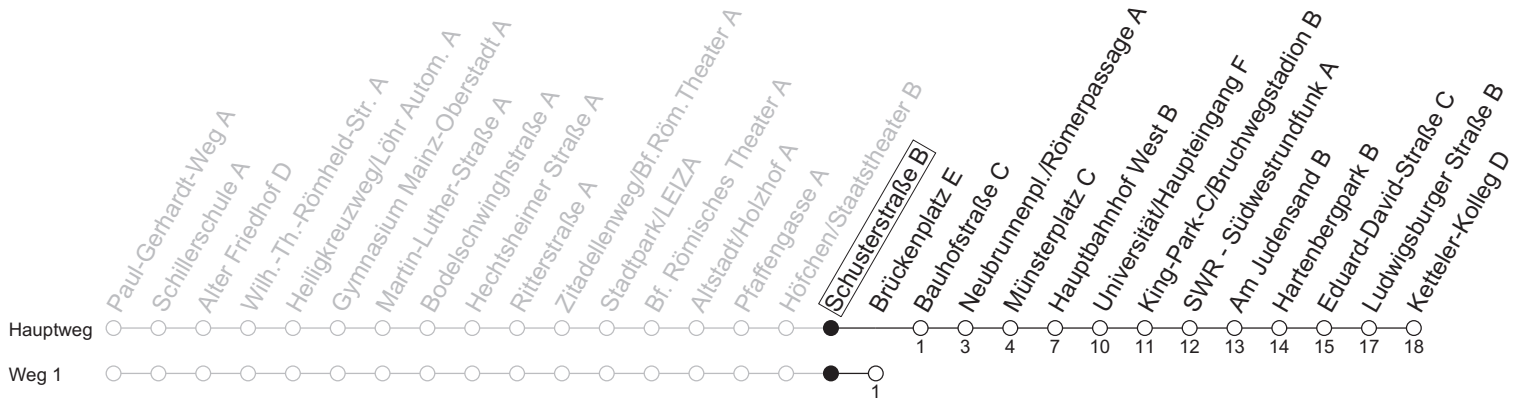 Paul-Gerhardt-Weg A
Schillerschule A
Alter Friedhof D
Wilh.-Th.-Römheld-Str. A
Heiligkreuzweg/Löhr Autom. A
Gymnasium Mainz-Oberstadt A
Martin-Luther-Straße A
Bodelschwinghstraße A
Hechtsheimer Straße A
Ritterstraße A
Zitadellenweg/Bf.Röm.Theater A
Stadtpark/LEIZA
Bf. Römisches Theater A
Altstadt/Holzhof A
Pfaffengasse A
Höfchen/Staatstheater B
Schusterstraße B
Brückenplatz E
Bauhofstraße C
Neubrunnenpl./Römerpassage A
Münsterplatz C
Hauptbahnhof West B
Universität/Haupteingang F
King-Park-C/Bruchwegstadion B
SWR - Südwestrundfunk A
Am Judensand B
Hartenbergpark B
Eduard-David-Straße C
Ludwigsburger Straße B
Ketteler-Kolleg D
Hauptweg
1 3 4 7 10 11 12 13 14 15 17 18
Weg 1
1